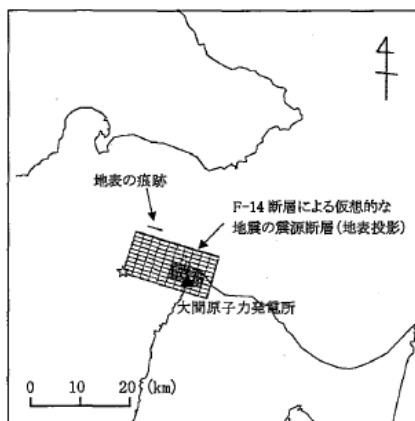 地表の痕跡
F-14 断層による仮想的な
地震の震源断層(地表投影)
大間原子力発電所
0 10 20 (km)